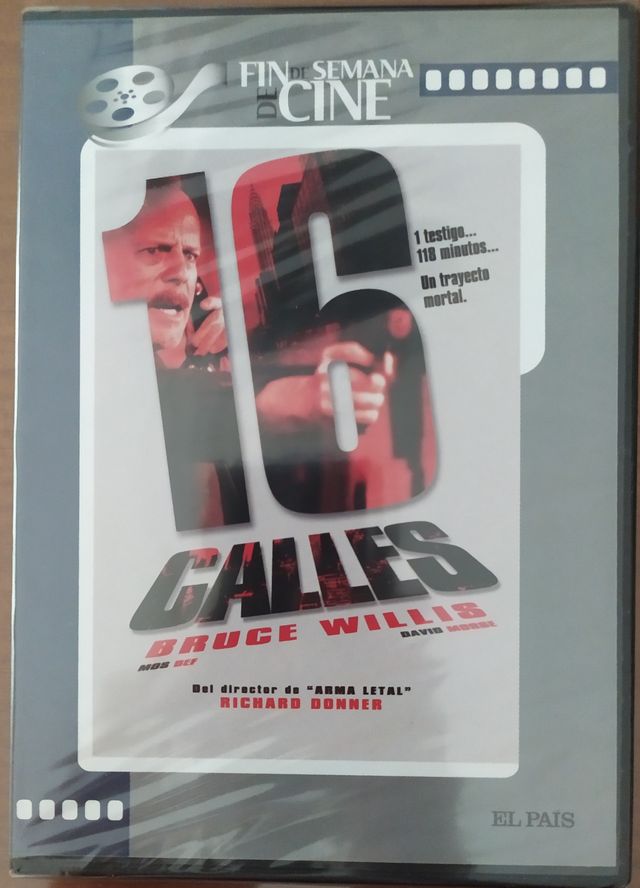 FIN DE SEMANA
DE CINE
16
1 testigo...
118 minutos...
Un trayecto
mortal.
CALLES
BRUCE WILLIS
MOS DEF
DAVID MORSE
Del director de "ARMA LETAL"
RICHARD DONNER
EL PAÍS